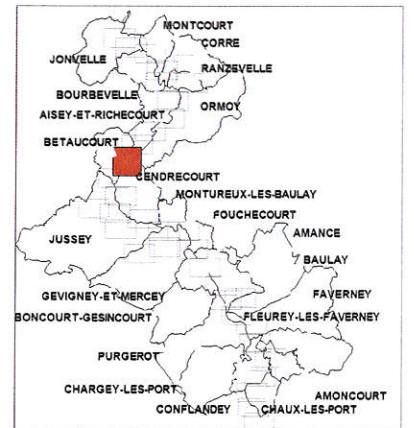 MONTCOURT
CORRE
JONVELLE
RANZEVELLE
BOURBEVELLE
ORMOY
AISEY-ET-RICHECOURT
BETAUCOURT
CENDRECOURT
MONTUREUX-LES-BAULAY
FOUCHECOURT
AMANCE
JUSSEY
BAULAY
GEVIGNEY-ET-MERCEY
FAVERNEY
BONCOURT-GESINCOURT
FLEUREY-LES-FAVERNEY
PURGEROT
CHARGEY-LES-PORT
AMONCOURT
CONFLANDEY
CHAUX-LES-PORT